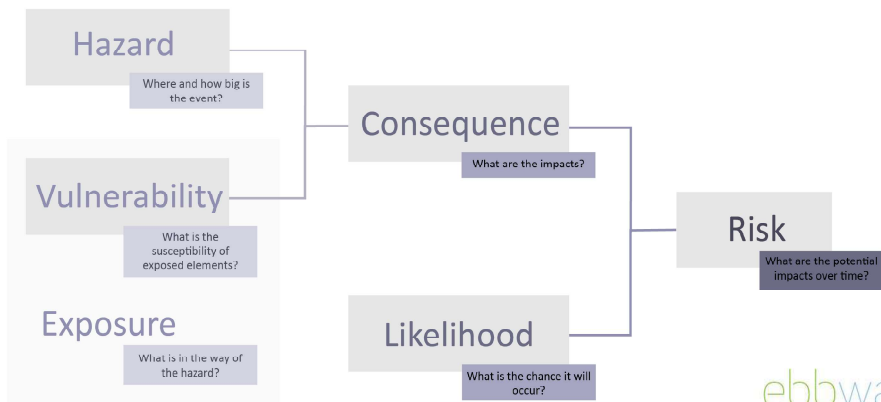 Hazard
Where and how big is
the event?
Consequence
What are the impacts?
Vulnerability
What is the
susceptibility of
exposed elements?
Risk
What are the potential
impacts over time?
Exposure
What is in the way of
the hazard?
Likelihood
What is the chance it will
occur?